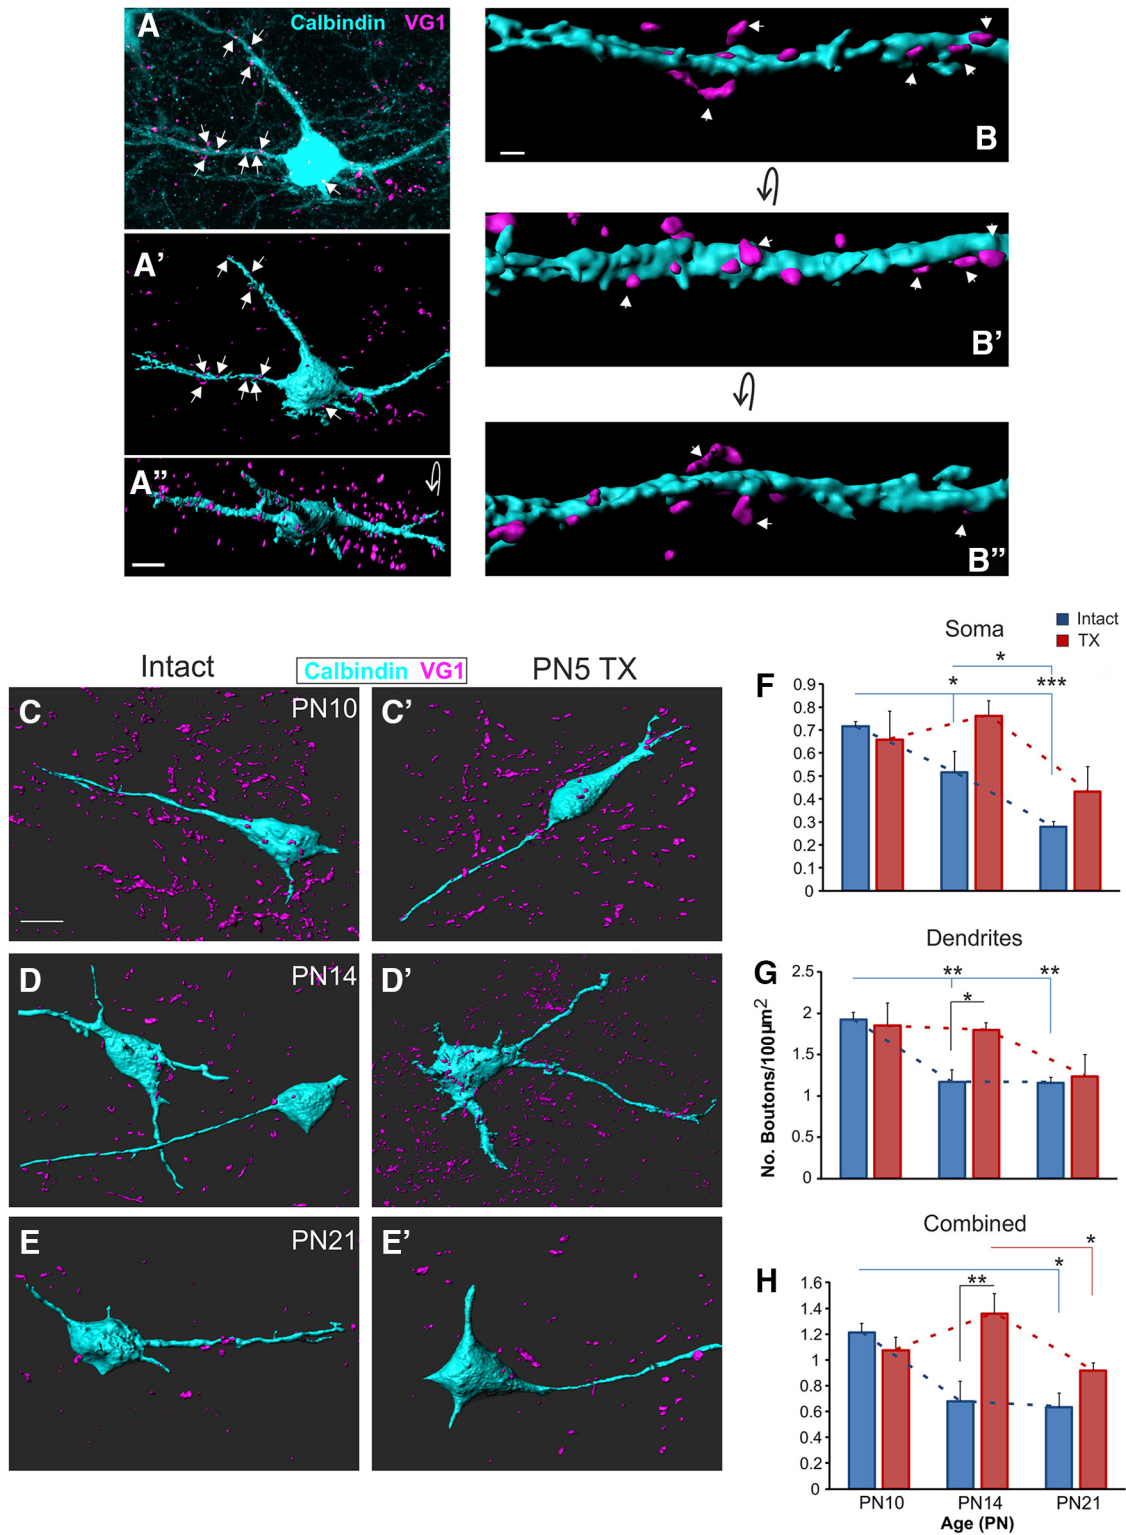 A
Calbindin VG1
A’
A”
B
B’
B”
Intact
Calbindin VG1
PN5 TX
C
PN10
C’
D
PN14
D’
E
PN21
E’
Intact
TX
Soma
F
*
*
***
0.9
0.8
0.7
0.6
0.5
0.4
0.3
0.2
0.1
0
Dendrites
G
**
**
*
2.5
2
1.5
1
0.5
0
No. Boutons/100µm2
Combined
H
*
*
**
1.6
1.4
1.2
1
0.8
0.6
0.4
0.2
0
PN10 PN14 PN21
Age (PN)